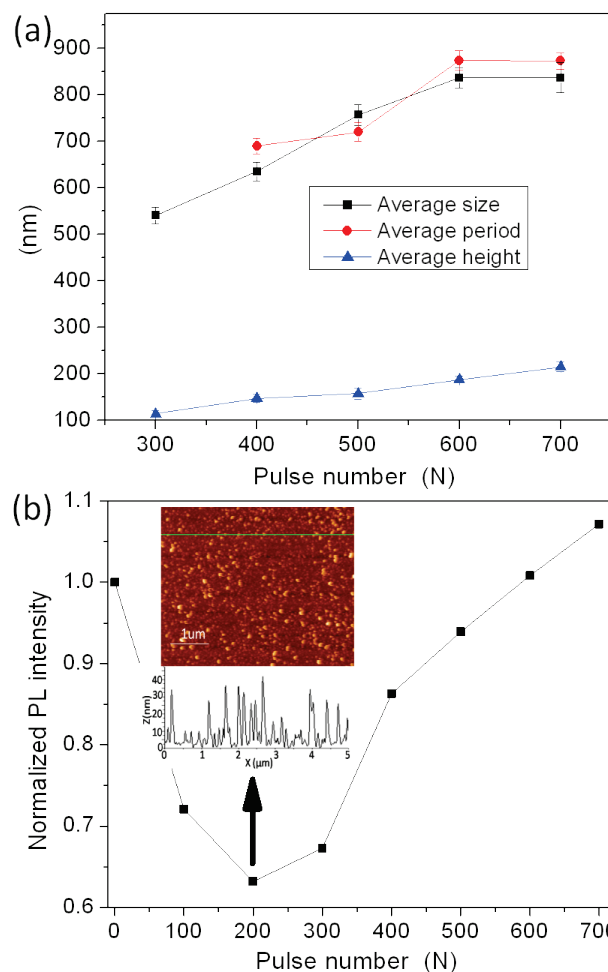 (a)
900
800
700
600
500
400
300
200
100
(nm)
Average size
Average period
Average height
300 400 500 600 700
Pulse number (N)
(b)
1.1
1.0
0.9
0.8
0.7
0.6
Normalized PL intensity
1um
40
30
20
10
0
Z(nm)
0 1 2 3 4 5
X (μm)
0 100 200 300 400 500 600 700
Pulse number (N)